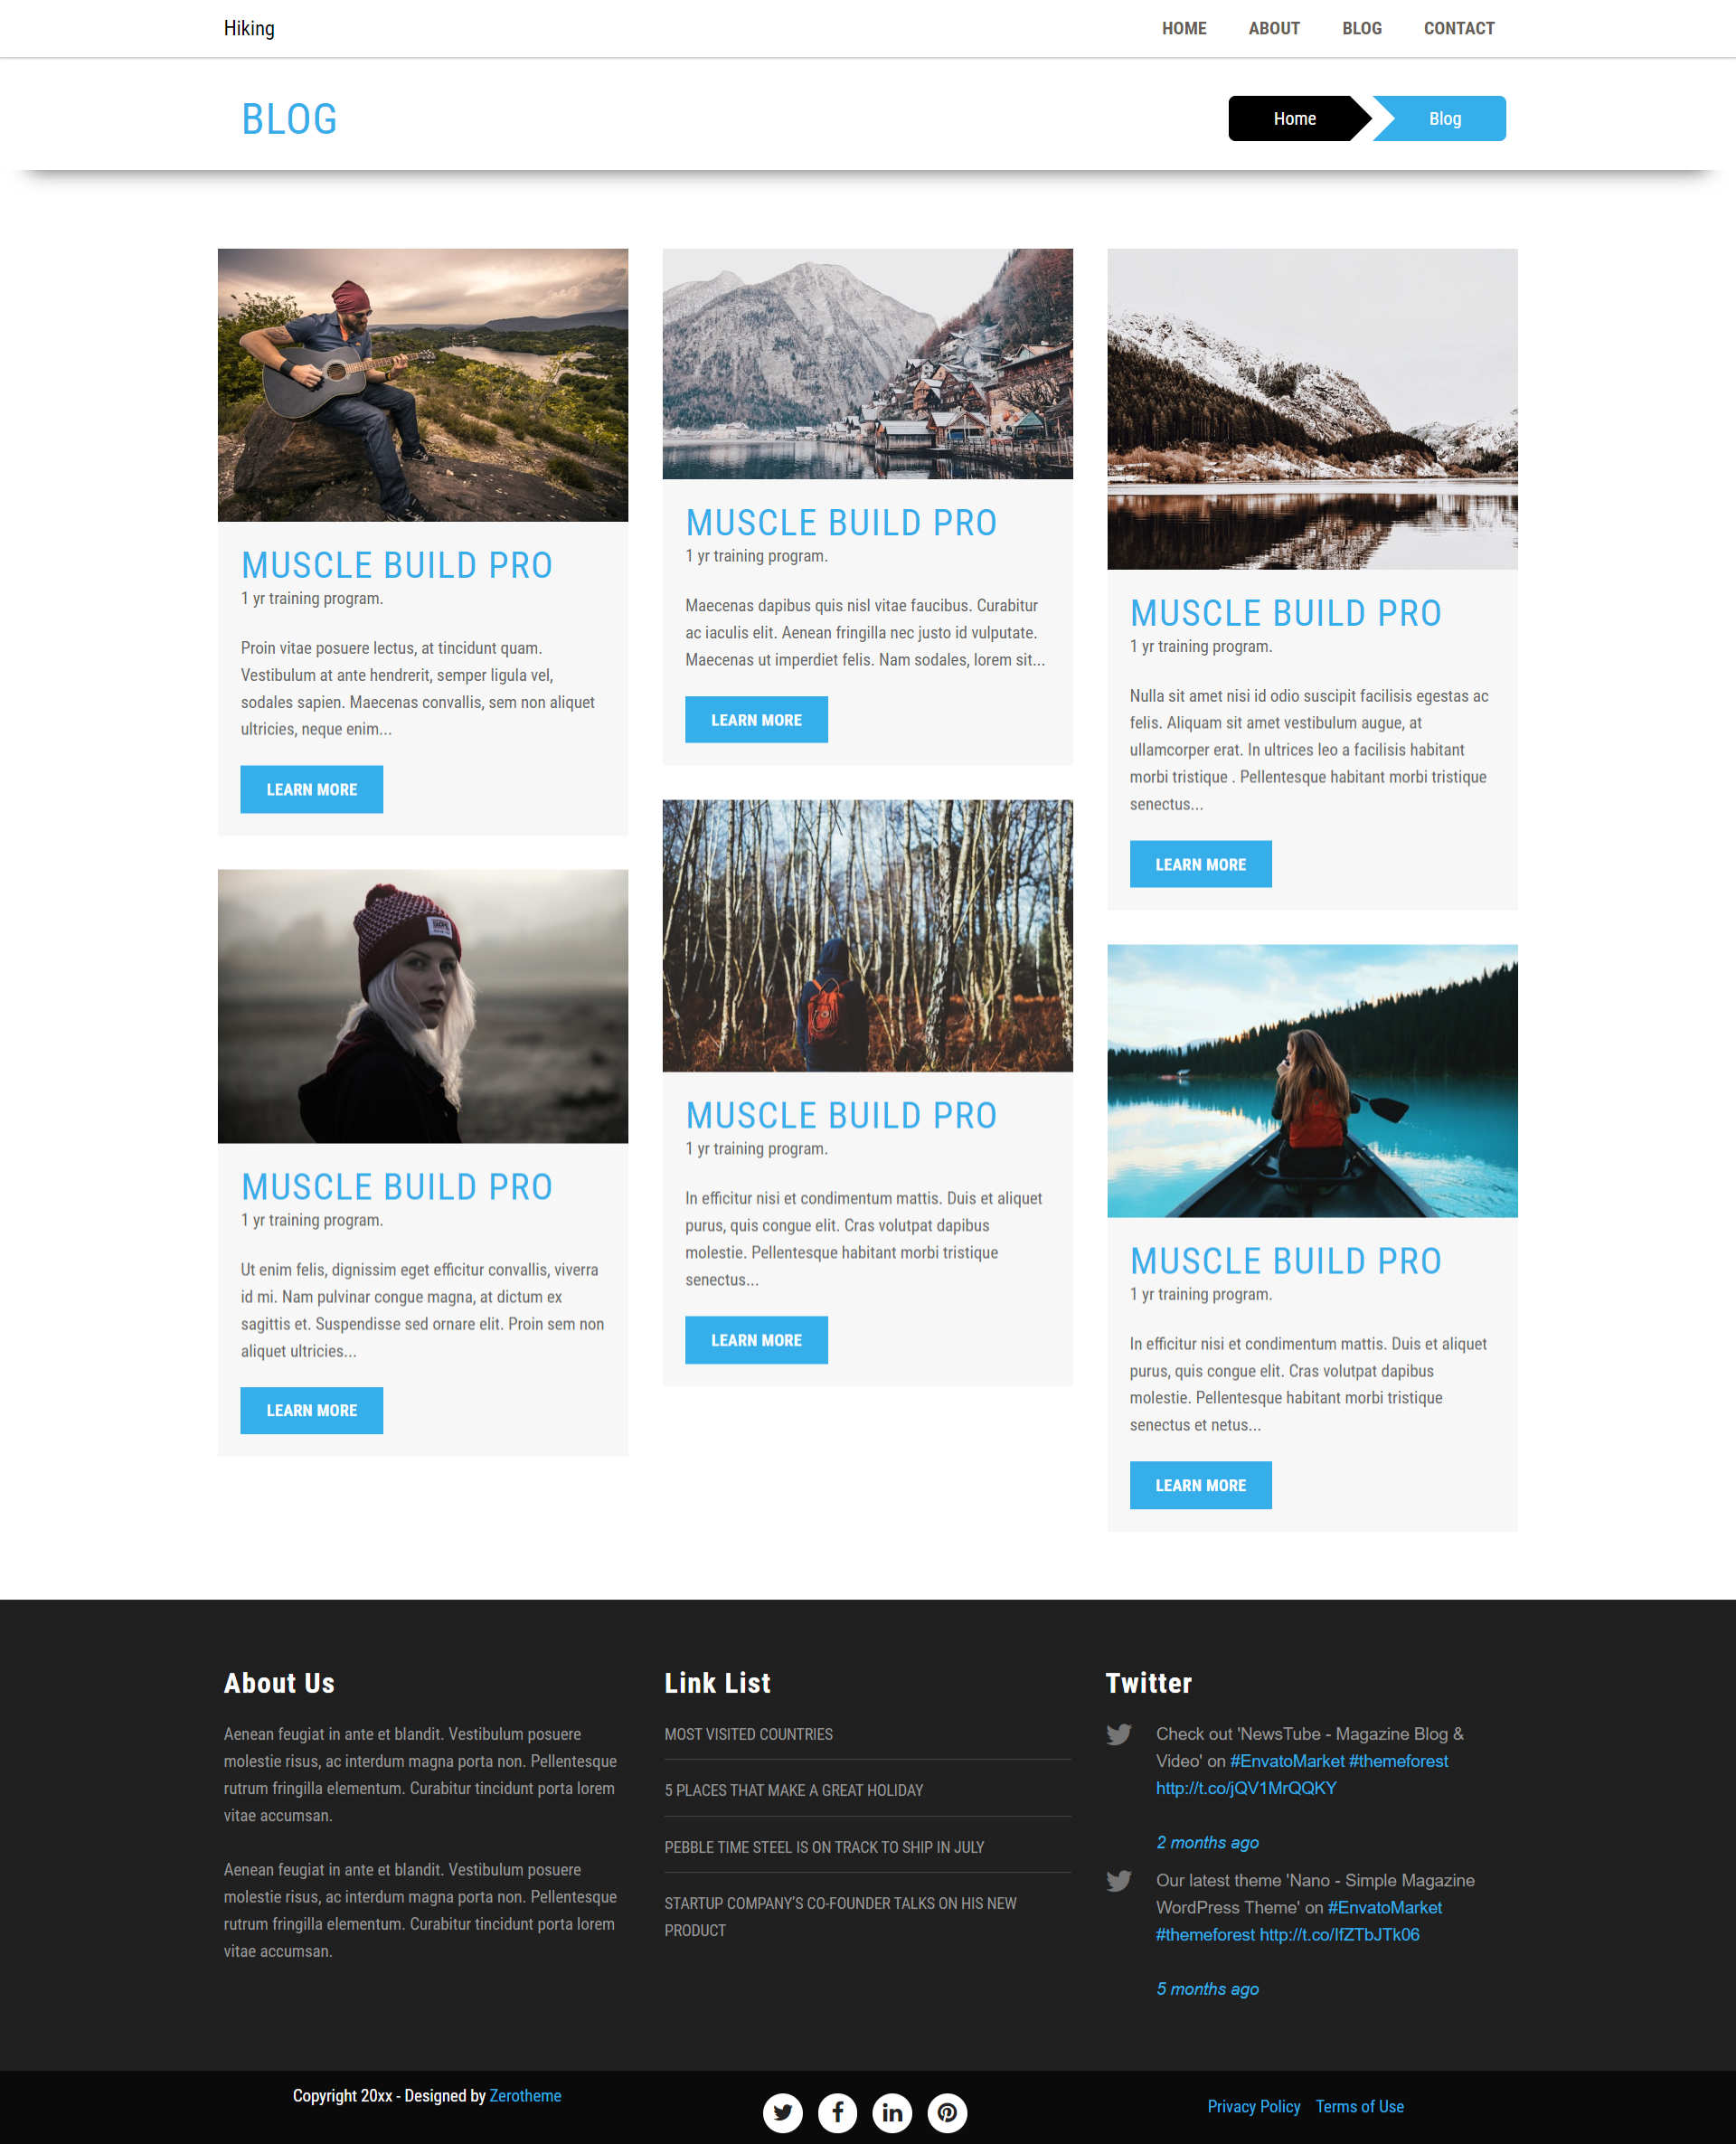 Hiking
HOME ABOUT BLOG CONTACT
BLOG
Home Blog
MUSCLE BUILD PRO
1 yr training program.
Proin vitae posuere lectus, at tincidunt quam.
Vestibulum at ante hendrerit, semper ligula vel,
sodales sapien. Maecenas convallis, sem non aliquet
ultricies, neque enim...
LEARN MORE
MUSCLE BUILD PRO
1 yr training program.
Ut enim felis, dignissim eget efficitur convallis, viverra
id mi. Nam pulvinar congue magna, at dictum ex
sagittis et. Suspendisse sed ornare elit. Proin sem non
aliquet ultricies...
LEARN MORE
MUSCLE BUILD PRO
1 yr training program.
Maecenas dapibus quis nisl vitae faucibus. Curabitur
ac iaculis elit. Aenean fringilla nec justo id vulputate.
Maecenas ut imperdiet felis. Nam sodales, lorem sit...
LEARN MORE
MUSCLE BUILD PRO
1 yr training program.
In efficitur nisi et condimentum mattis. Duis et aliquet
purus, quis congue elit. Cras volutpat dapibus
molestie. Pellentesque habitant morbi tristique
senectus...
LEARN MORE
MUSCLE BUILD PRO
1 yr training program.
Nulla sit amet nisi id odio suscipit facilisis egestas ac
felis. Aliquam sit amet vestibulum augue, at
ullamcorper erat. In ultrices leo a facilisis habitant
morbi tristique . Pellentesque habitant morbi tristique
senectus...
LEARN MORE
MUSCLE BUILD PRO
1 yr training program.
In efficitur nisi et condimentum mattis. Duis et aliquet
purus, quis congue elit. Cras volutpat dapibus
molestie. Pellentesque habitant morbi tristique
senectus et netus...
LEARN MORE
About Us
Aenean feugiat in ante et blandit. Vestibulum posuere
molestie risus, ac interdum magna porta non. Pellentesque
rutrum fringilla elementum. Curabitur tincidunt porta lorem
vitae accumsan.
Aenean feugiat in ante et blandit. Vestibulum posuere
molestie risus, ac interdum magna porta non. Pellentesque
rutrum fringilla elementum. Curabitur tincidunt porta lorem
vitae accumsan.
Link List
MOST VISITED COUNTRIES
5 PLACES THAT MAKE A GREAT HOLIDAY
PEBBLE TIME STEEL IS ON TRACK TO SHIP IN JULY
STARTUP COMPANY'S CO-FOUNDER TALKS ON HIS NEW
PRODUCT
Twitter
Check out 'NewsTube - Magazine Blog &
Video' on #EnvatoMarket #themeforest
http://t.co/jQV1MrQQKY
2 months ago
Our latest theme 'Nano - Simple Magazine
WordPress Theme' on #EnvatoMarket
#themeforest http://t.co/lfZTbJTk06
5 months ago
Copyright 20xx - Designed by Zerotheme
Privacy Policy Terms of Use